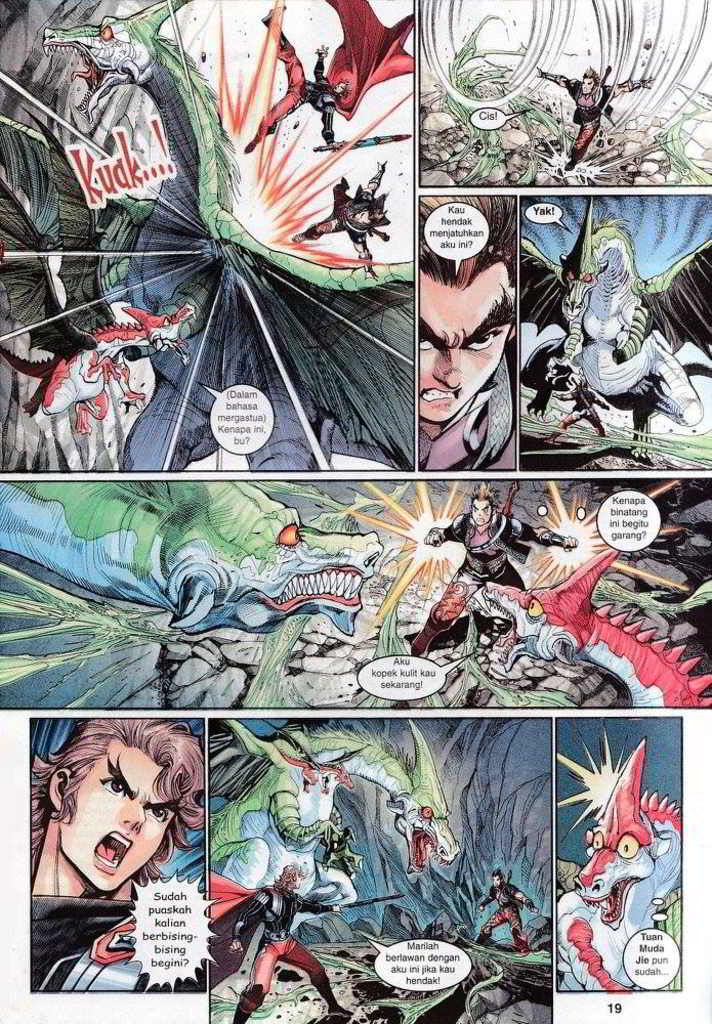 Kuak....!
(Dalam
bahasa
mergastua)
Kenapa ini,
bu?
Cis!
Kau
hendak
menjatuhkan
aku ini?
Yak!
Kenapa
binatang
ini begitu
garang?
Aku
kopek kulit kau
sekarang!
Sudah
puaskah
kalian
berbising-
bising
begini?
Marilah
berlawan dengan
aku ini jika kau
hendak!
Tuan
Muda
Jie pun
sudah...
19